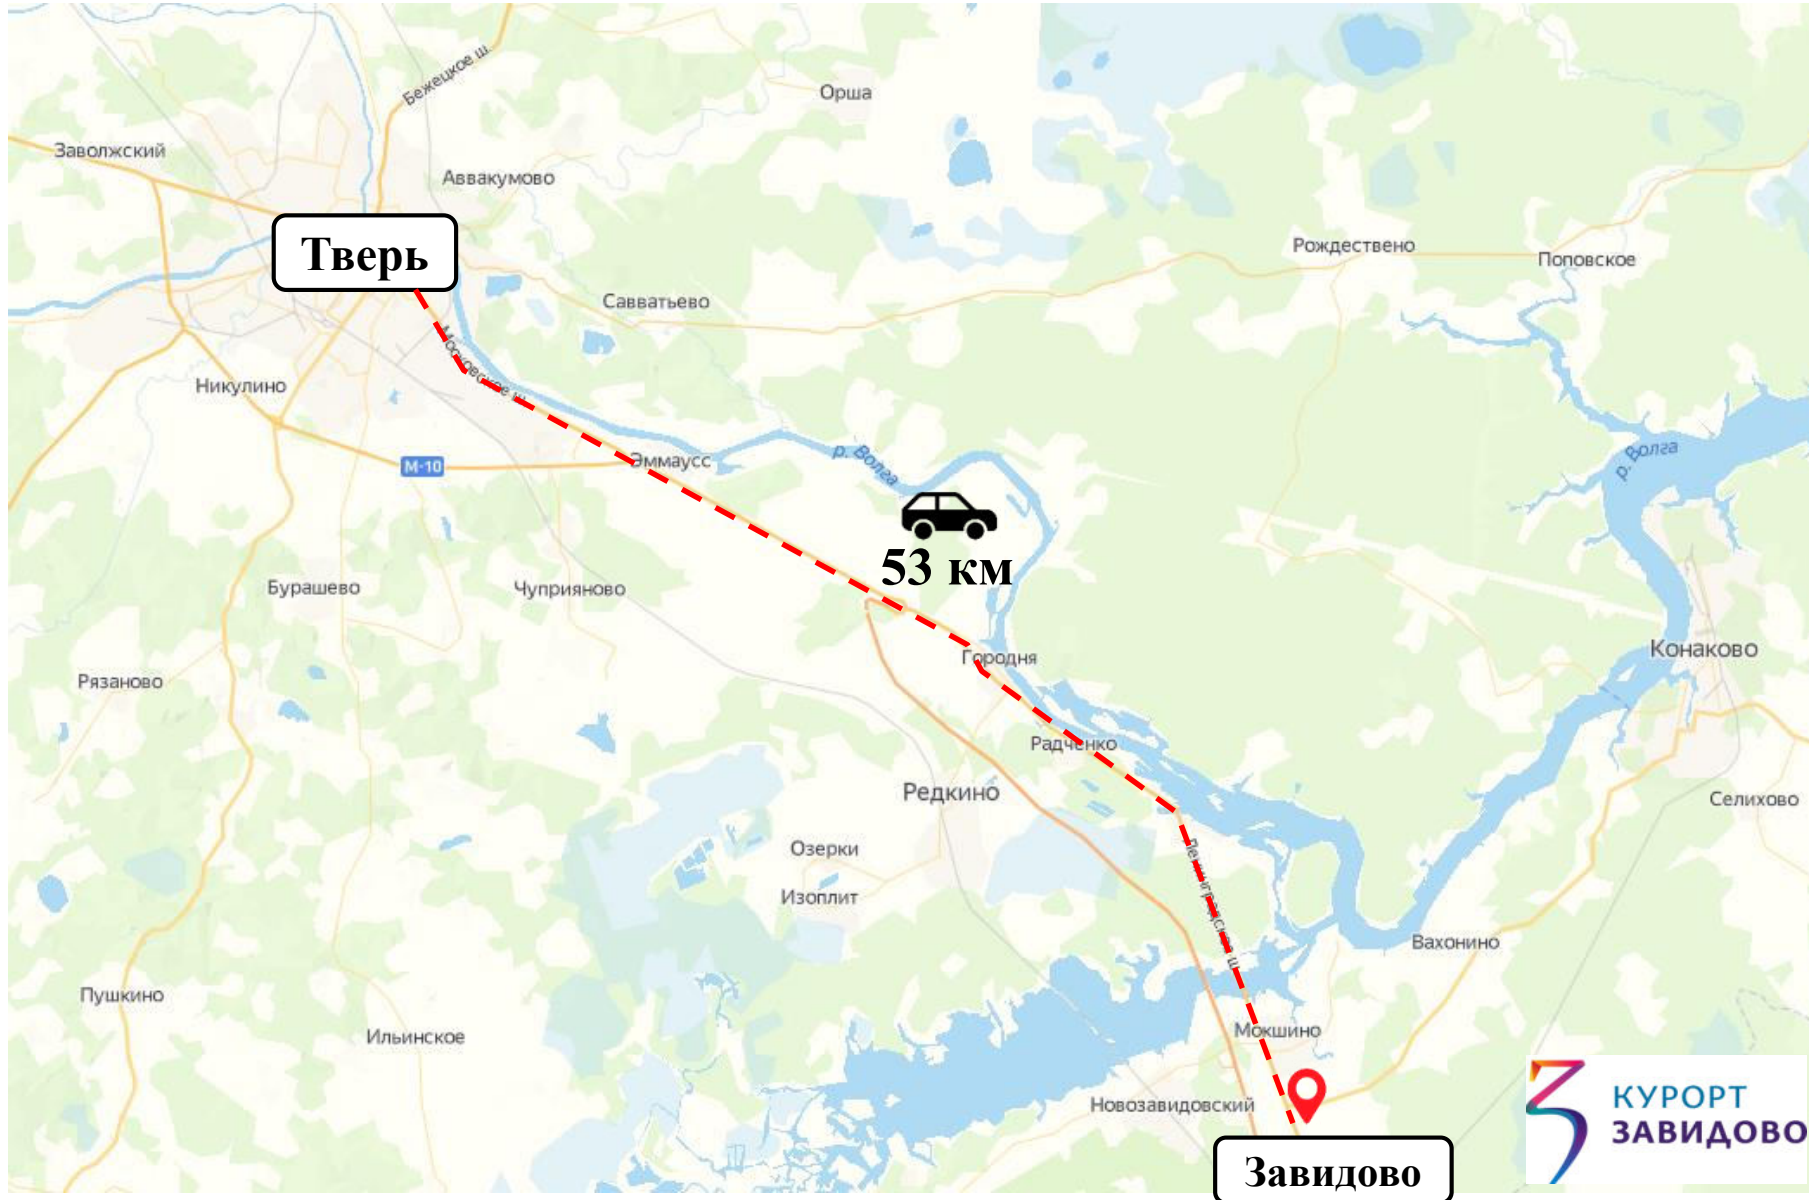 Бежецкое ш.
Орша
Заволжский
Аввакумово
Тверь
Рождествено
Поповское
Савватьево
Московское ш.
Никулино
М-10
Эммаусс
р. Волга
р. Волга
53 км
Бурашево
Чуприяново
Городня
Конаково
Рязаново
Радченко
Редкино
Селихово
Озерки
Ленинградское ш.
Изоплит
Вахонино
Пушкино
Ильинское
Мокшино
Новозавидовский
КУРОРТ
ЗАВИДОВО
Завидово